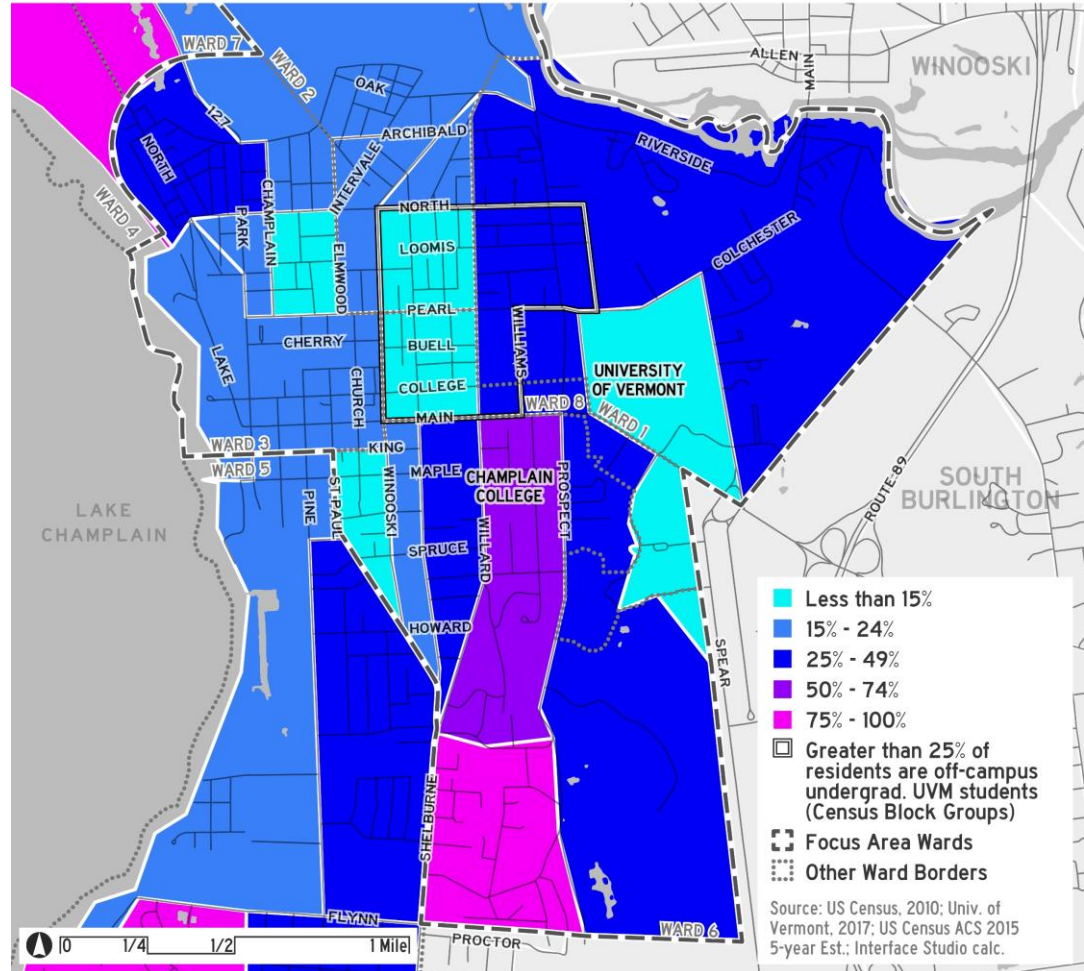 WARD 7
WARD 2
OAK
ALLEN
MAIN
WINOOSKI
127
ARCHIBALD
RIVERSIDE
NORTH
INTERVALE
WARD 4
PARK
CHAMPLAIN
ELMWOOD
NORTH
LOOMIS
COLCHESTER
PEARL
CHERRY
BUELL
WILLIAMS
LAKE
CHURCH
COLLEGE
UNIVERSITY
OF VERMONT
MAIN
WARD 8
WARD 1
WARD 3
KING
WARD 5
MAPLE
CHAMPLAIN
COLLEGE
PROSPECT
ROUTE-89
SOUTH
BURLINGTON
LAKE
CHAMPLAIN
PINE
ST PAUL
WINOOSKI
SPRUCE
WILLARD
HOWARD
SPEAR
Less than 15%
15% - 24%
25% - 49%
50% - 74%
75% - 100%
Greater than 25% of
residents are off-campus
undergrad. UVM students
(Census Block Groups)
Focus Area Wards
Other Ward Borders
Source: US Census, 2010; Univ. of
Vermont, 2017; US Census ACS 2015
5-year Est.; Interface Studio calc.
SHELBURNE
FLYNN
PROCTOR
WARD 6
0 1/4 1/2 1 Mile